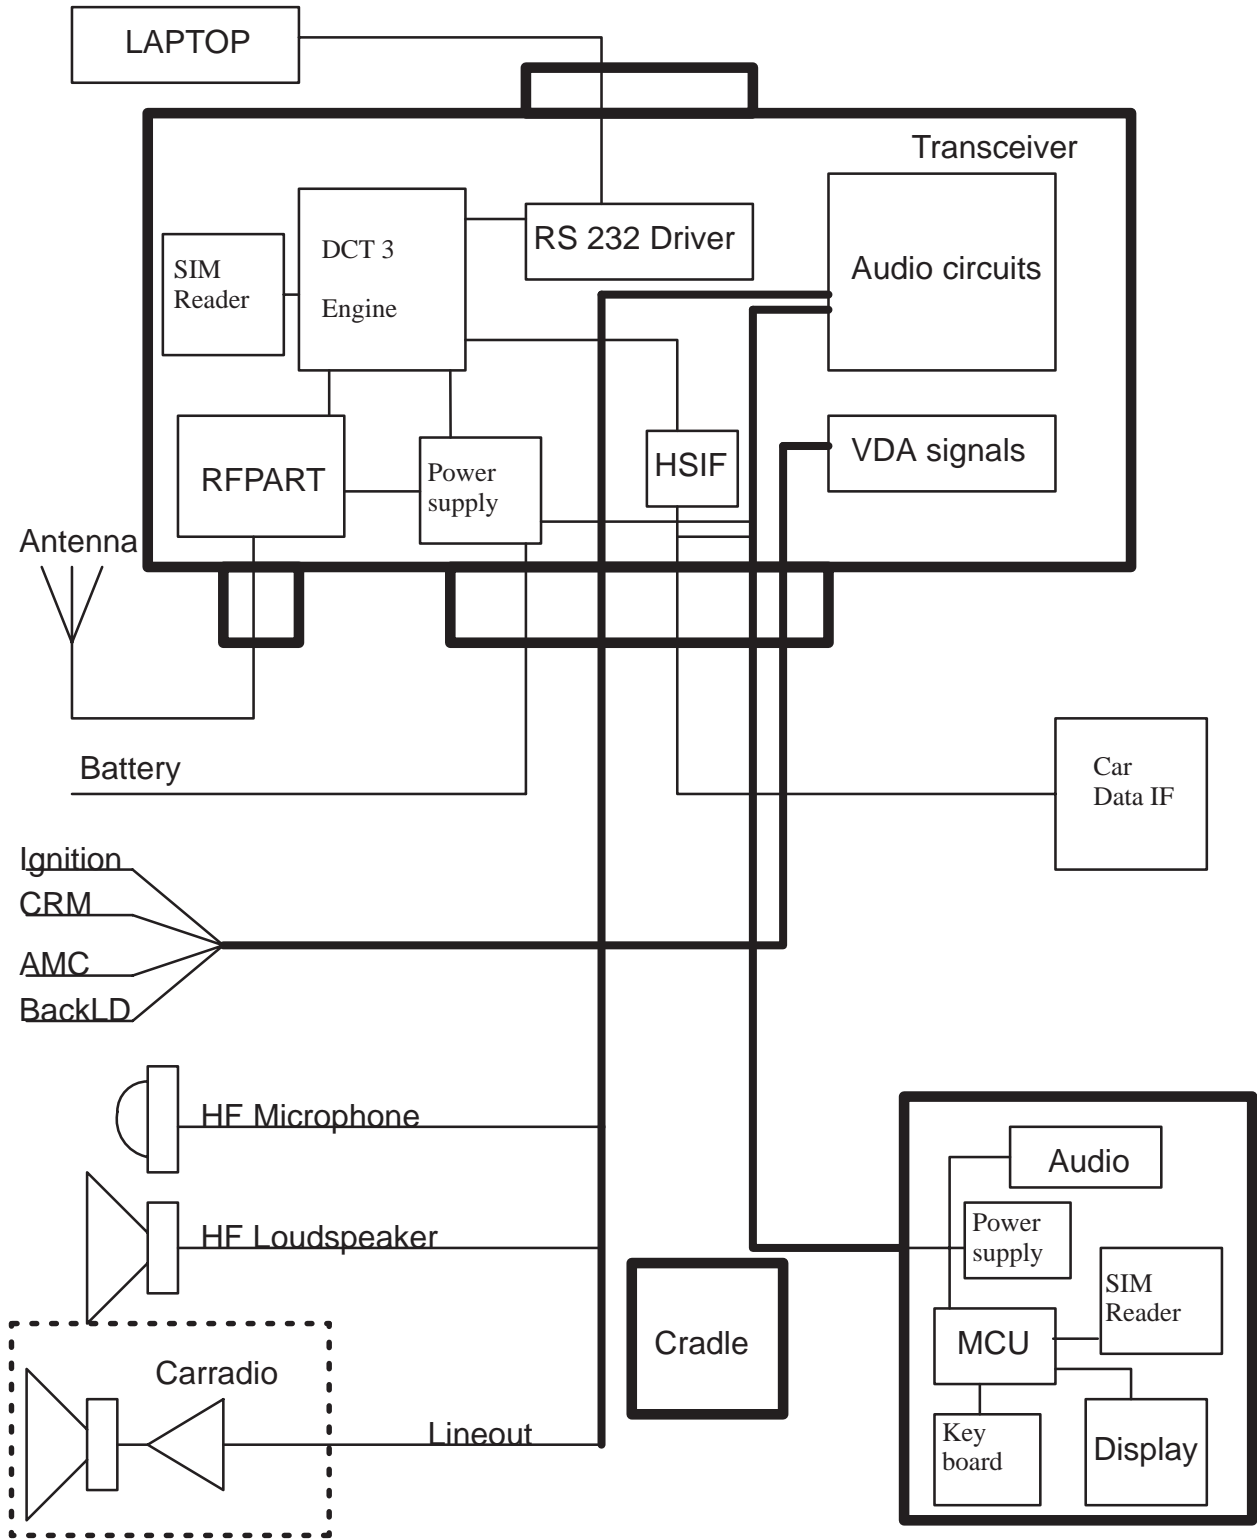 LAPTOP
Transceiver
RS 232 Driver
DCT 3
Engine
SIM
Reader
Audio circuits
RFPART
Power
supply
HSIF
VDA signals
Antenna
Battery
Car
Data IF
Ignition
CRM
AMC
BackLD
HF Microphone
HF Loudspeaker
Carradio
Lineout
Cradle
Audio
Power
supply
SIM
Reader
MCU
Key
board
Display